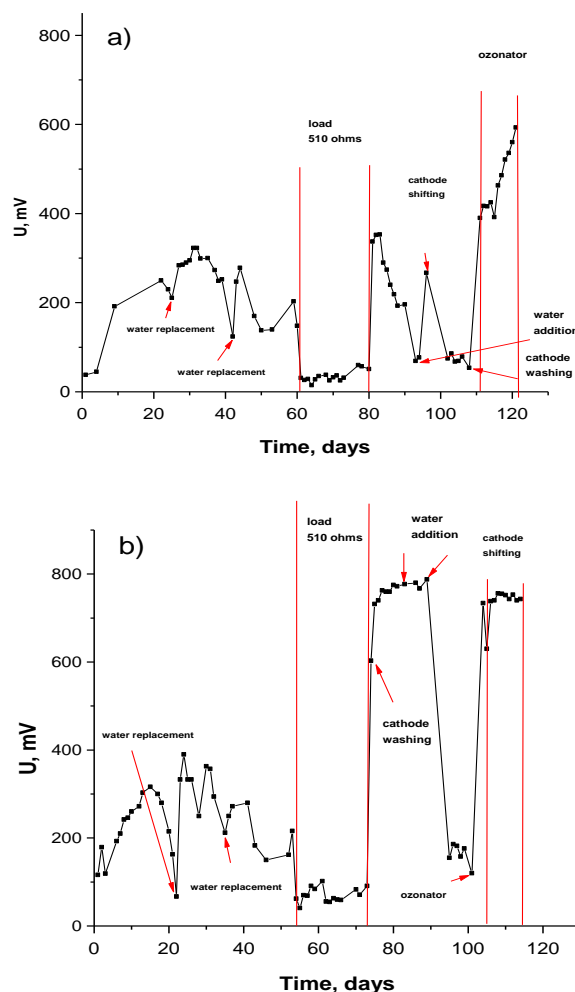 a)
ozonator
load
510 ohms
cathode
shifting
water replacement
water replacement
water
addition
cathode
washing
U, mV
800
600
400
200
0
0
20
40
60
80
100
120
Time, days
b)
load
510 ohms
water
addition
cathode
shifting
water replacement
cathode
washing
water replacement
ozonator
U, mV
800
600
400
200
0
0
20
40
60
80
100
120
Time, days